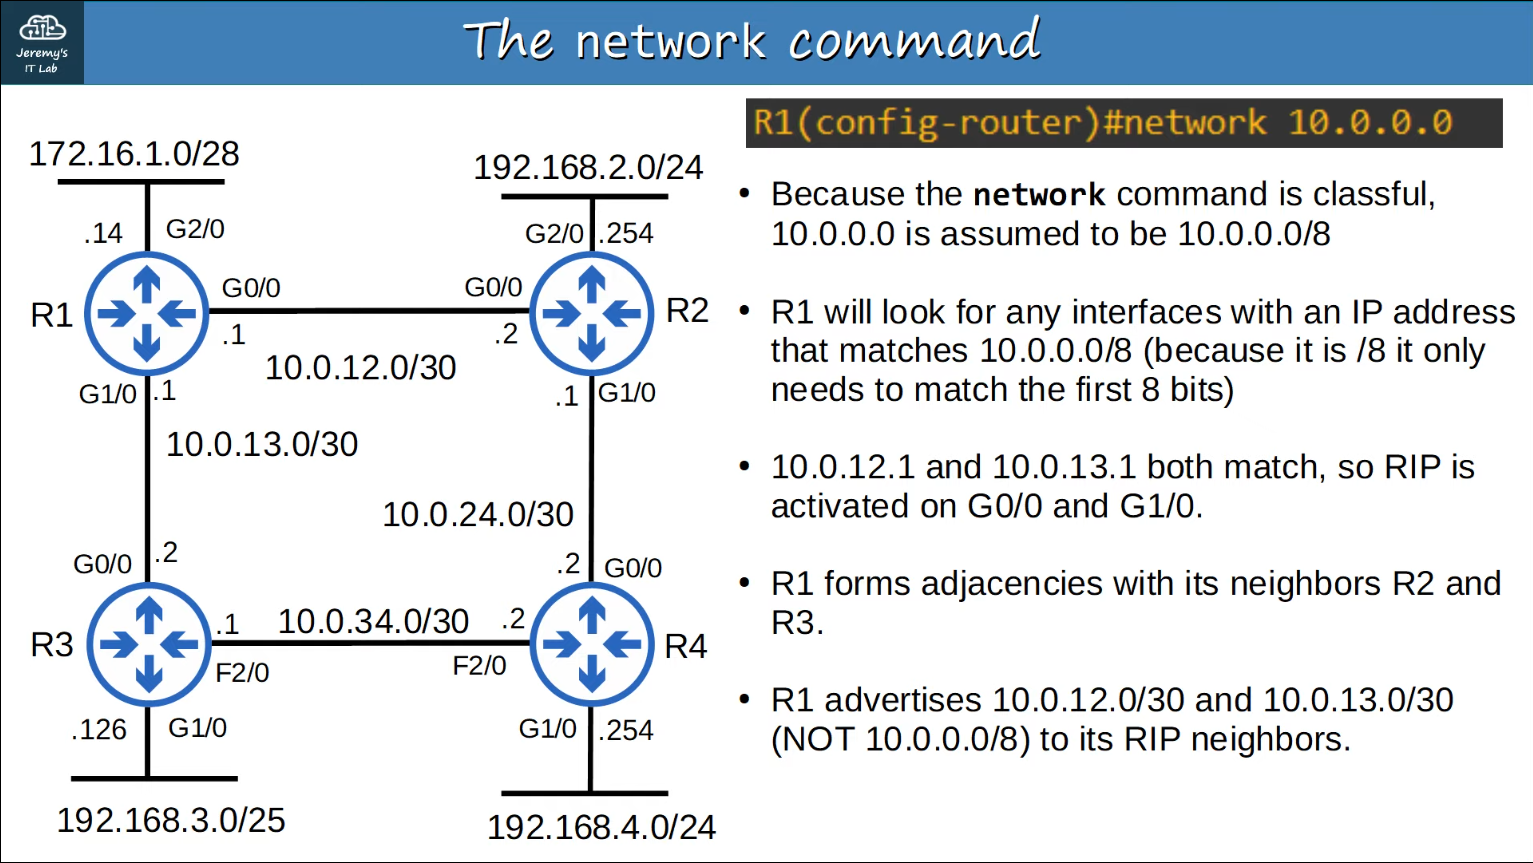 Jeremy's
IT Lab
The network command
R1(config-router)#network 10.0.0.0
172.16.1.0/28
192.168.2.0/24
.14
G2/0
G2/0
.254
R1
G0/0
G0/0
R2
.1
.2
10.0.12.0/30
G1/0
.1
.1
G1/0
10.0.13.0/30
10.0.24.0/30
G0/0
.2
.2
G0/0
R3
.1
10.0.34.0/30
.2
R4
F2/0
F2/0
.126
G1/0
G1/0
.254
192.168.3.0/25
192.168.4.0/24
• Because the network command is classful,
10.0.0.0 is assumed to be 10.0.0.0/8
• R1 will look for any interfaces with an IP address
that matches 10.0.0.0/8 (because it is /8 it only
needs to match the first 8 bits)
• 10.0.12.1 and 10.0.13.1 both match, so RIP is
activated on G0/0 and G1/0.
• R1 forms adjacencies with its neighbors R2 and
R3.
• R1 advertises 10.0.12.0/30 and 10.0.13.0/30
(NOT 10.0.0.0/8) to its RIP neighbors.